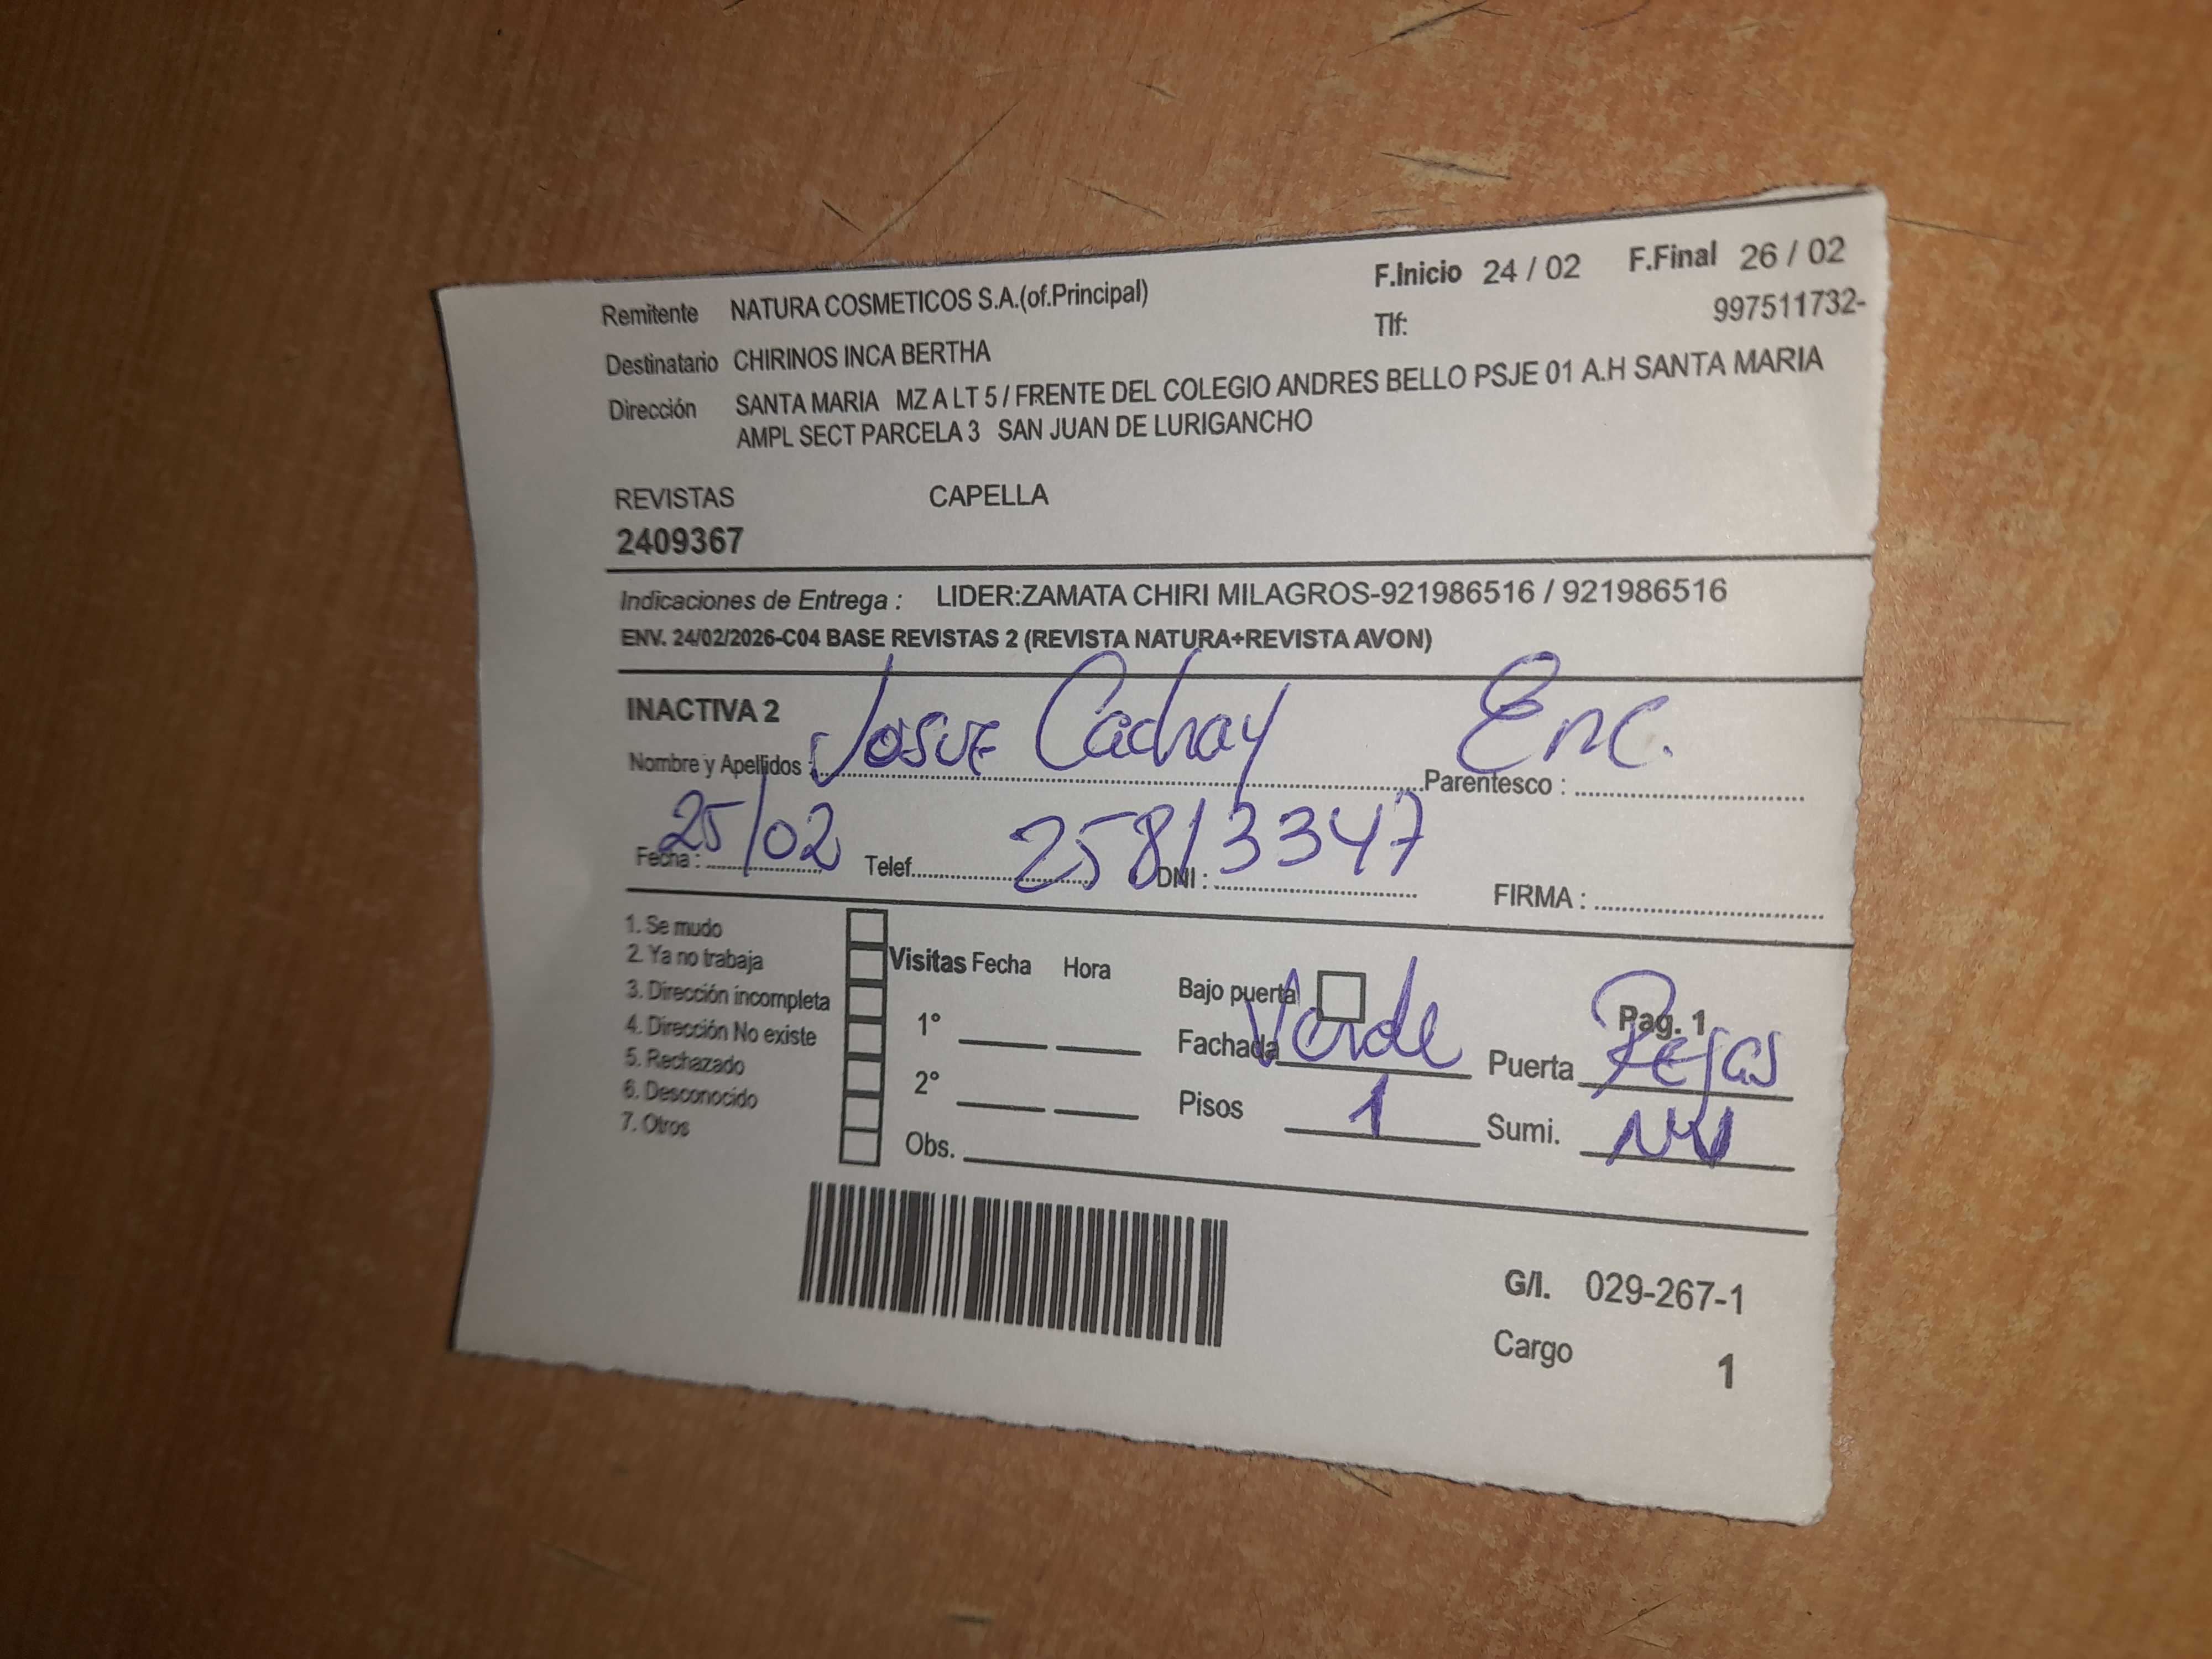 Remitente NATURA COSMETICOS S.A.(of.Principal) F.Inicio 24 / 02 F.Final 26 / 02
Tlf: 997511732-
Destinatario CHIRINOS INCA BERTHA
Dirección SANTA MARIA MZ A LT 5 / FRENTE DEL COLEGIO ANDRES BELLO PSJE 01 A.H SANTA MARIA
AMPL SECT PARCELA 3 SAN JUAN DE LURIGANCHO
REVISTAS CAPELLA
2409367
Indicaciones de Entrega : LIDER:ZAMATA CHIRI MILAGROS-921986516 / 921986516
ENV. 24/02/2026-C04 BASE REVISTAS 2 (REVISTA NATURA+REVISTA AVON)
INACTIVA 2
Nombre y Apellidos : Josue Cachay Parentesco : Enc.
Fecha : 25/02 Telef. DNI : 25813347 FIRMA :
1. Se mudo
2. Ya no trabaja
3. Dirección incompleta
4. Dirección No existe
5. Rechazado
6. Desconocido
7. Otros
Visitas Fecha Hora
1°
2°
Obs.
Bajo puerta Pag. 1
Fachada Verde Puerta Rejas
Pisos 1 Sumi.
G/I. 029-267-1
Cargo 1